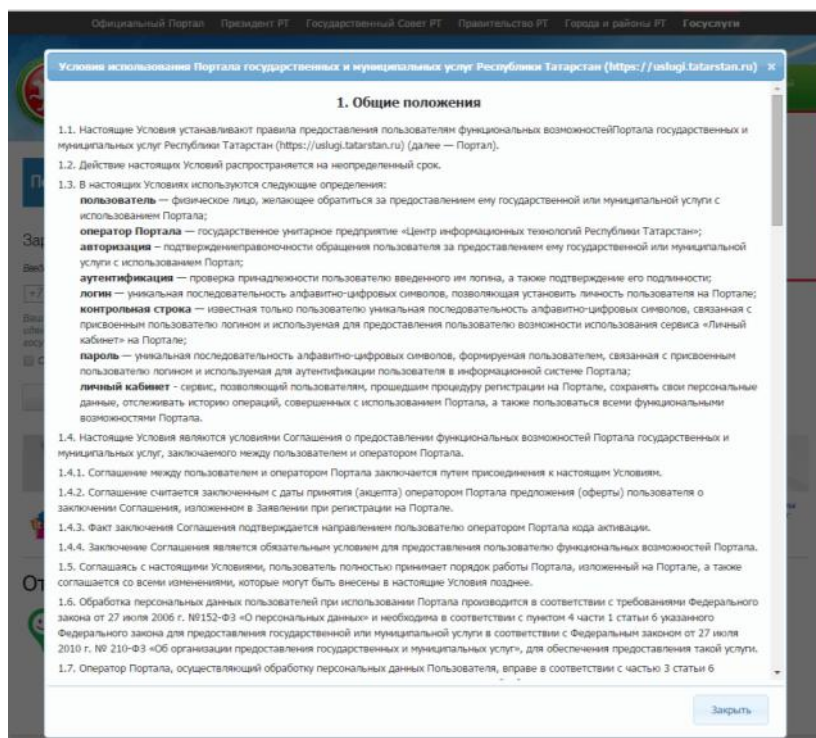 Официальный Портал Президент РТ Государственный Совет РТ Правительство РТ Города и районы РТ Госуслуги
Условия использования Портала государственных и муниципальных услуг Республики Татарстан (https://uslugi.tatarstan.ru) ×
1. Общие положения
1.1. Настоящие Условия устанавливают правила предоставления пользователям функциональных возможностейПортала государственных и
муниципальных услуг Республики Татарстан (https://uslugi.tatarstan.ru) (далее — Портал).
1.2. Действие настоящих Условий распространяется на неопределенный срок.
1.3. В настоящих Условиях используются следующие определения:
пользователь — физическое лицо, желающее обратиться за предоставлением ему государственной или муниципальной услуги с
использованием Портала;
оператор Портала — государственное унитарное предприятие «Центр информационных технологий Республики Татарстан»;
авторизация – подтверждениеправомочности обращения пользователя за предоставлением ему государственной или муниципальной
услуги с использованием Портал;
аутентификация — проверка принадлежности пользователю введенного им логина, а также подтверждение его подлинности;
логин — уникальная последовательность алфавитно-цифровых символов, позволяющая установить личность пользователя на Портале;
контрольная строка — известная только пользователю уникальная последовательность алфавитно-цифровых символов, связанная с
присвоенным пользователю логином и используемая для предоставления пользователю возможности использования сервиса «Личный
кабинет» на Портале;
пароль — уникальная последовательность алфавитно-цифровых символов, формируемая пользователем, связанная с присвоенным
пользователю логином и используемая для аутентификации пользователя в информационной системе Портала;
личный кабинет - сервис, позволяющий пользователям, прошедшим процедуру регистрации на Портале, сохранять свои персональные
данные, отслеживать историю операций, совершенных с использованием Портала, а также пользоваться всеми функциональными
возможностями Портала.
1.4. Настоящие Условия являются условиями Соглашения о предоставлении функциональных возможностей Портала государственных и
муниципальных услуг, заключаемого между пользователем и оператором Портала.
1.4.1. Соглашение между пользователем и оператором Портала заключается путем присоединения к настоящим Условиям.
1.4.2. Соглашение считается заключенным с даты принятия (акцепта) оператором Портала предложения (оферты) пользователя о
заключении Соглашения, изложенном в Заявлении при регистрации на Портале.
1.4.3. Факт заключения Соглашения подтверждается направлением пользователю оператором Портала кода активации.
1.4.4. Заключение Соглашения является обязательным условием для предоставления пользователю функциональных возможностей Портала.
1.5. Соглашаясь с настоящими Условиями, пользователь полностью принимает порядок работы Портала, изложенный на Портале, а также
соглашается со всеми изменениями, которые могут быть внесены в настоящие Условия позднее.
1.6. Обработка персональных данных пользователей при использовании Портала производится в соответствии с требованиями Федерального
закона от 27 июля 2006 г. №152-ФЗ «О персональных данных» и необходима в соответствии с пунктом 4 части 1 статьи 6 указанного
Федерального закона для предоставления государственной или муниципальной услуги в соответствии с Федеральным законом от 27 июля
2010 г. № 210-ФЗ «Об организации предоставления государственных и муниципальных услуг», для обеспечения предоставления такой услуги.
1.7. Оператор Портала, осуществляющий обработку персональных данных Пользователя, вправе в соответствии с частью 3 статьи 6
Закрыть